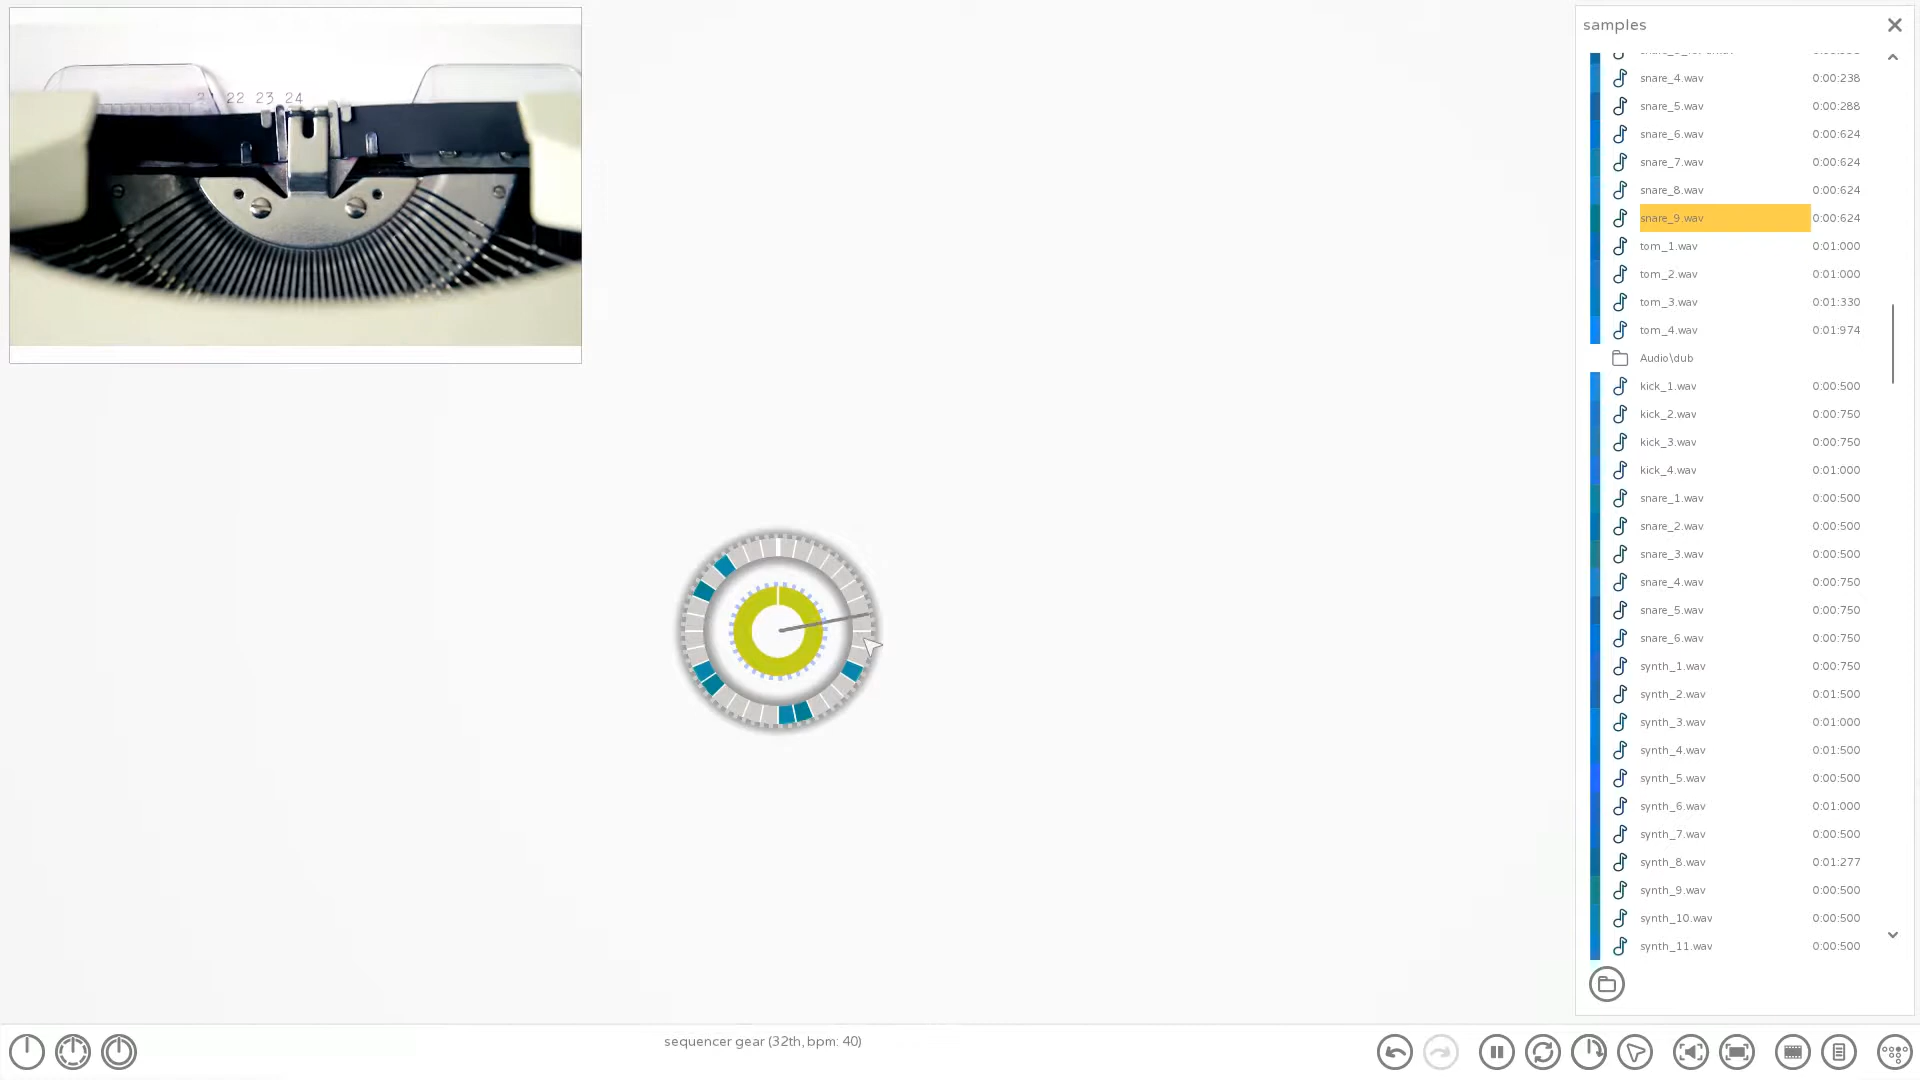 samples
22 23 24
snare_4.wav 0:00:238
snare_5.wav 0:00:288
snare_6.wav 0:00:624
snare_7.wav 0:00:624
snare_8.wav 0:00:624
snare_9.wav 0:00:624
tom_1.wav 0:01:000
tom_2.wav 0:01:000
tom_3.wav 0:01:330
tom_4.wav 0:01:974
Audio\dub
kick_1.wav 0:00:500
kick_2.wav 0:00:750
kick_3.wav 0:00:750
kick_4.wav 0:01:000
snare_1.wav 0:00:500
snare_2.wav 0:00:500
snare_3.wav 0:00:500
snare_4.wav 0:00:750
snare_5.wav 0:00:750
snare_6.wav 0:00:750
synth_1.wav 0:00:750
synth_2.wav 0:01:500
synth_3.wav 0:01:000
synth_4.wav 0:01:500
synth_5.wav 0:00:500
synth_6.wav 0:01:000
synth_7.wav 0:00:500
synth_8.wav 0:01:277
synth_9.wav 0:00:500
synth_10.wav 0:00:500
synth_11.wav 0:00:500
sequencer gear (32th, bpm: 40)